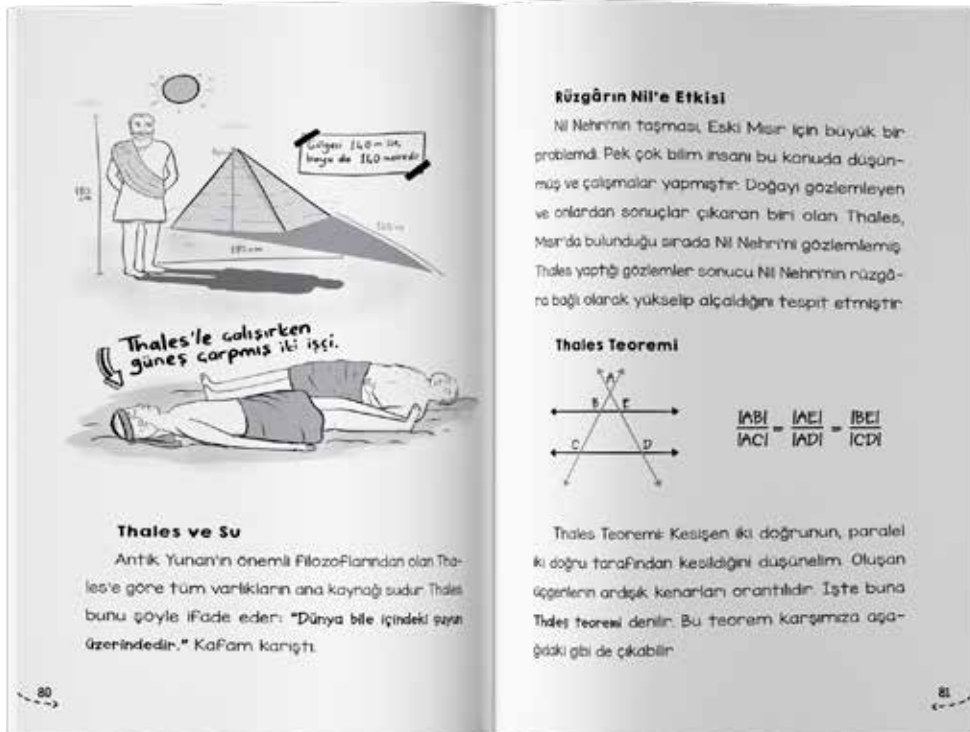 Gölgesi 140 m ise,
boyu da 140 metredir.
Thales'le çalışırken
güneş çarpmış iki işçi.
Thales ve Su
Antik Yunan'ın önemli filozoflarından olan Tha-
les'e göre tüm varlıkların ana kaynağı sudur. Thales
bunu şöyle ifade eder: "Dünya bile içindeki suyun
üzerindedir." Kafam karıştı.
80
Rüzgârın Nil'e Etkisi
Nil Nehri'nin taşması, Eski Mısır için büyük bir
problemdi. Pek çok bilim insanı bu konuda düşün-
müş ve çalışmalar yapmıştır. Doğayı gözlemleyen
ve onlardan sonuçlar çıkaran biri olan Thales,
Mısır'da bulunduğu sırada Nil Nehri'ni gözlemlemiş.
Thales yaptığı gözlemler sonucu Nil Nehri'nin rüzgâ-
ra bağlı olarak yükselip alçaldığını tespit etmiştir.
Thales Teoremi
A
B E
C D
|AB| / |AC| = |AE| / |AD| = |BE| / |CD|
Thales Teoremi: Kesişen iki doğrunun, paralel
iki doğru tarafından kesildiğini düşünelim. Oluşan
üçgenlerin ardışık kenarları orantılıdır. İşte buna
Thales teoremi denilir. Bu teorem karşımıza aşa-
ğıdaki gibi de çıkabilir.
81